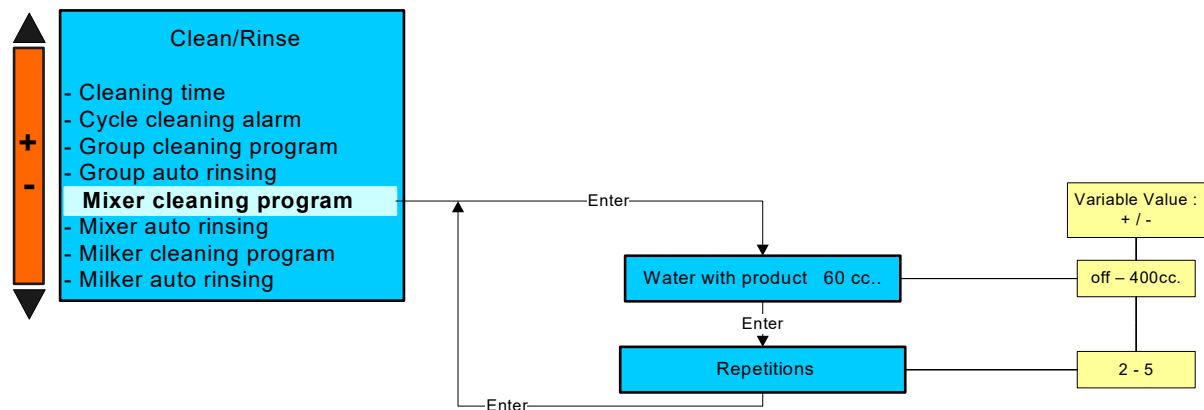 Clean/Rinse
- Cleaning time
- Cycle cleaning alarm
- Group cleaning program
- Group auto rinsing
Mixer cleaning program
- Mixer auto rinsing
- Milker cleaning program
- Milker auto rinsing
+
-
Enter
Variable Value :
+ / -
Water with product 60 cc..
off – 400cc.
Enter
Repetitions
2 - 5
Enter